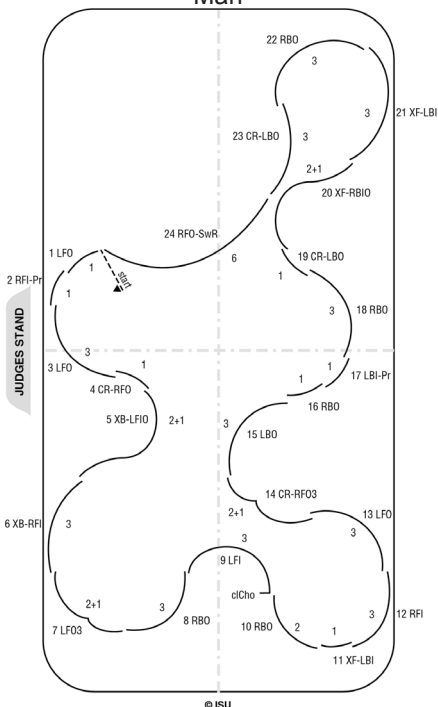 Man
22 RBO
3
3
21 XF-LBI
23 CR-LBO
3
2+1
20 XF-RBIO
24 RFO-SwR
6
1 LFO
1
start
19 CR-LBO
1
2 RFI-Pr
1
3
18 RBO
JUDGES STAND
3
3 LFO
1
1
17 LBI-Pr
4 CR-RFO
1
16 RBO
5 XB-LFIO
2+1
3
15 LBO
14 CR-RFO3
2+1
13 LFO
6 XB-RFI
3
3
3
9 LFI
clCho
2+1
3
7 LFO3
8 RBO
10 RBO
2
1
3
12 RFI
11 XF-LBI
© ISU